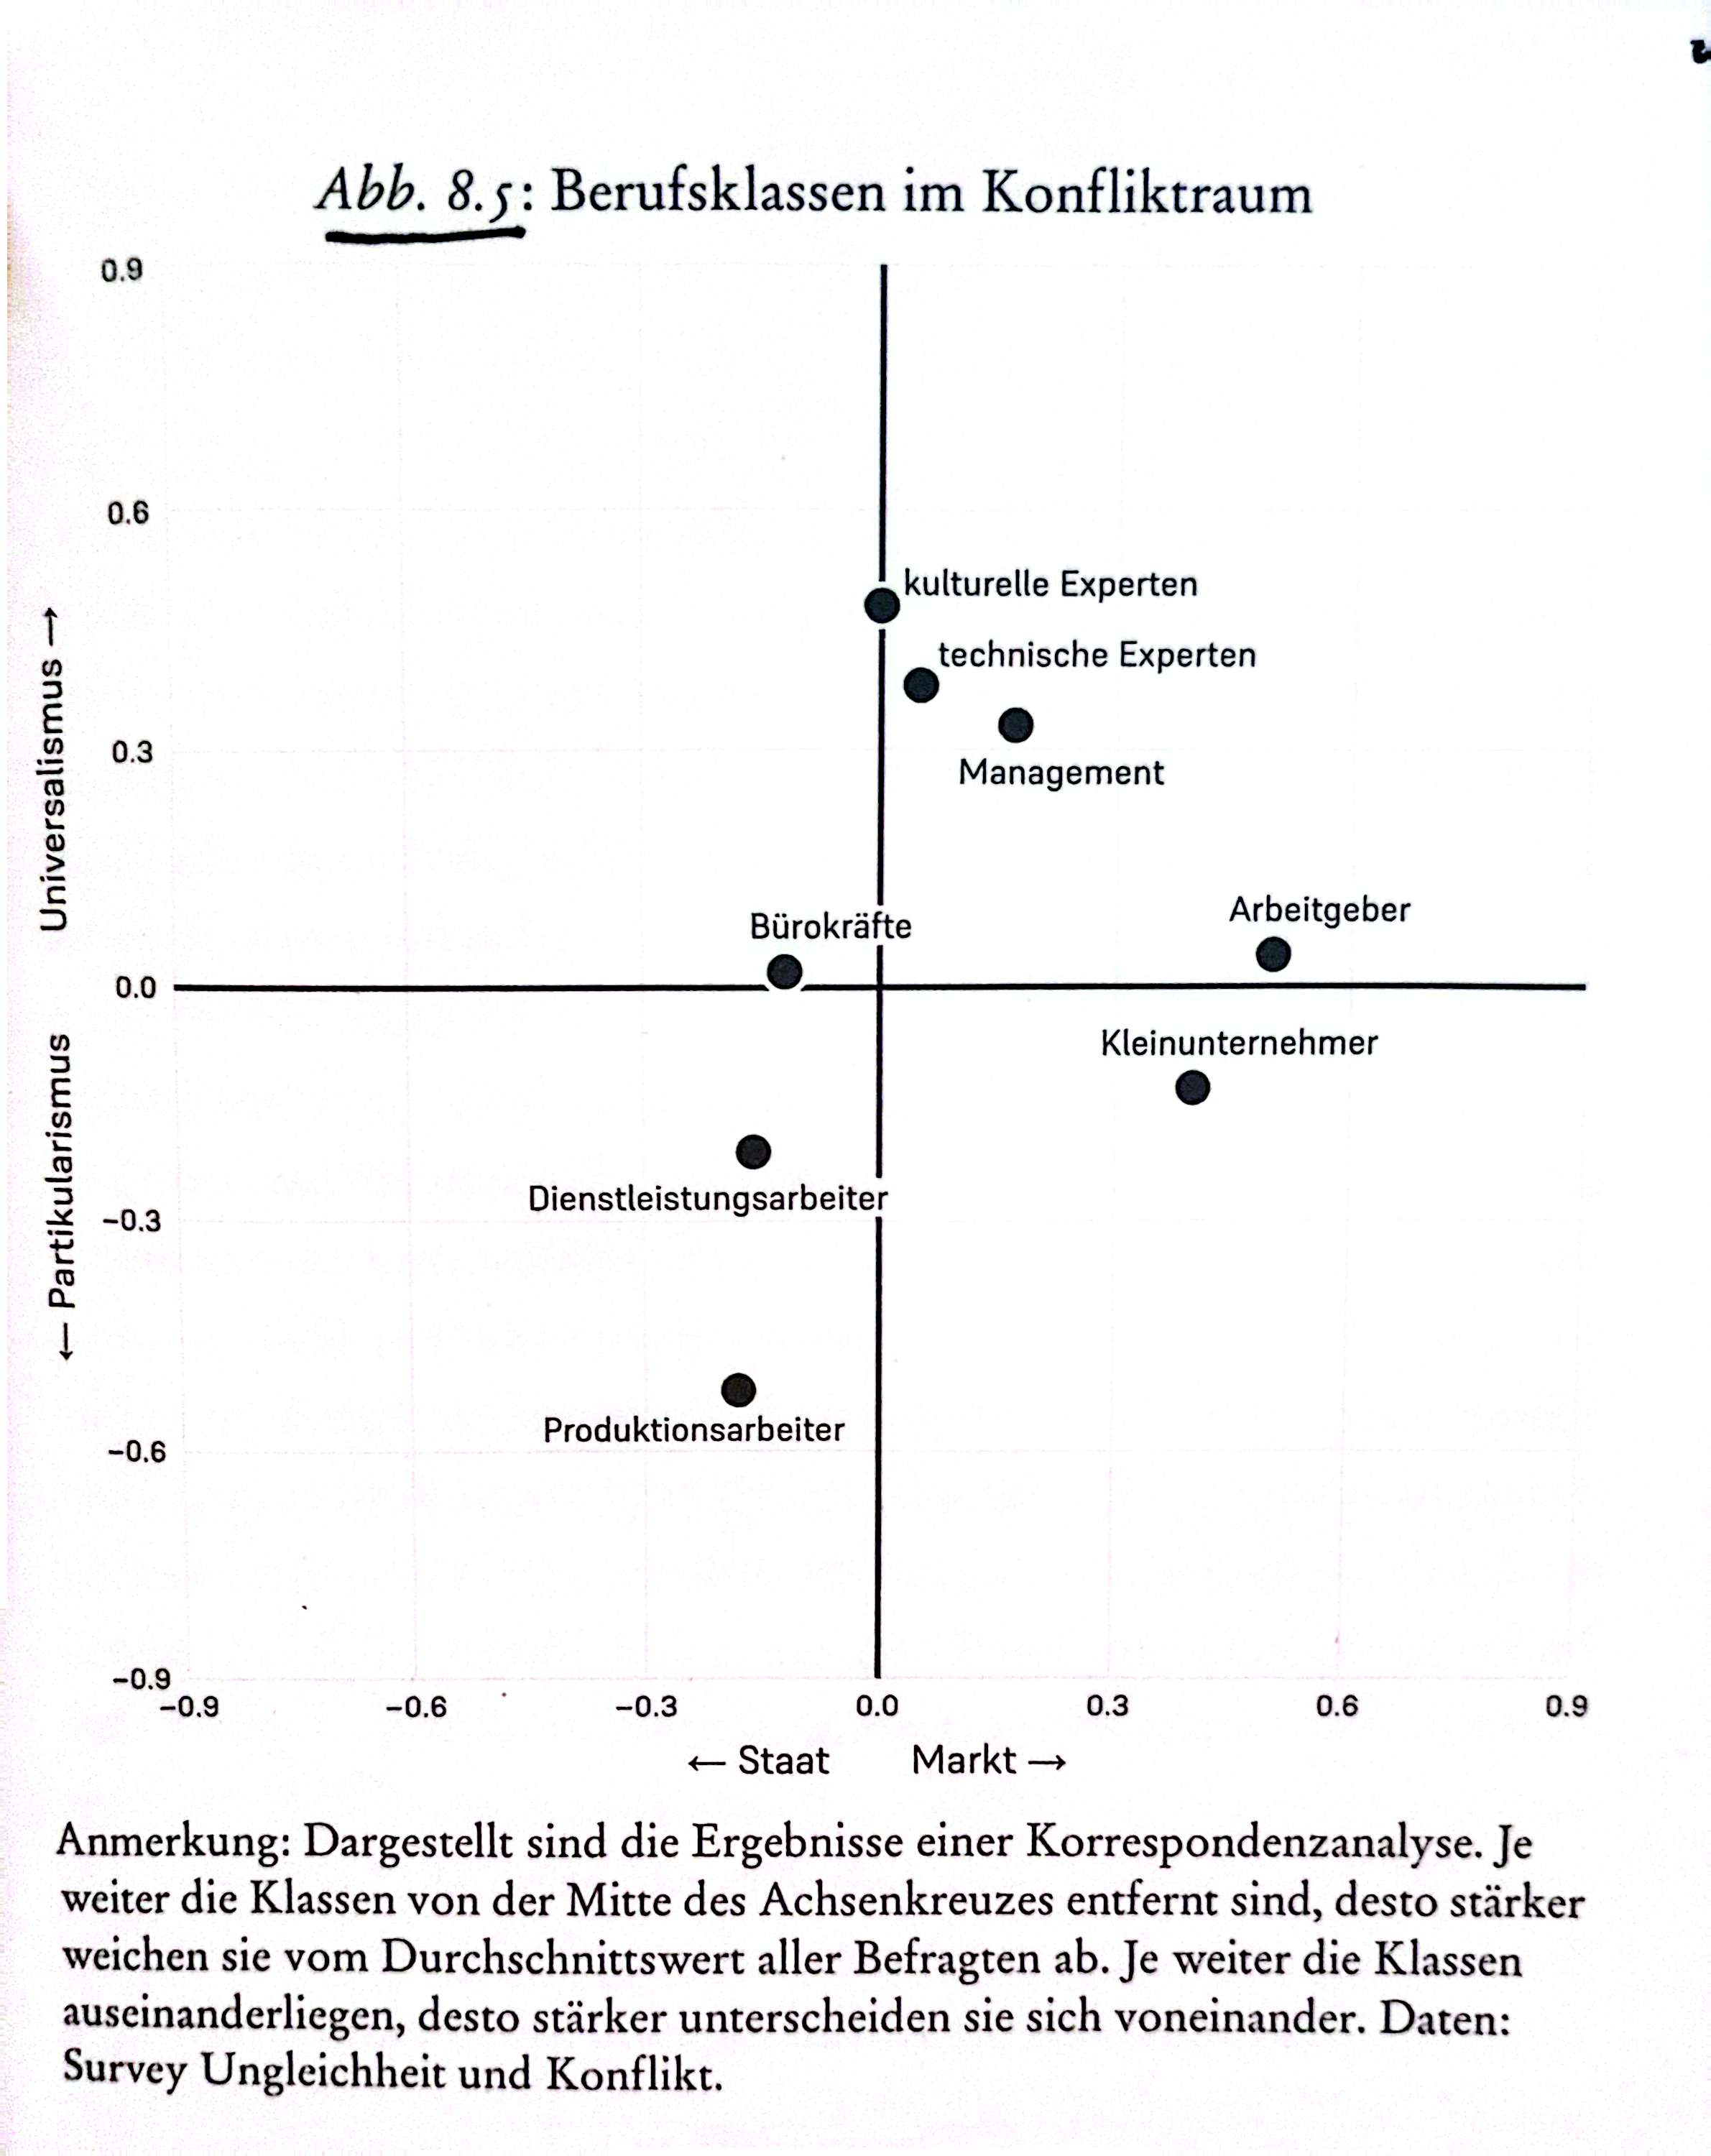 Abb. 8.5: Berufsklassen im Konfliktraum
0.9
0.6
0.3
0.0
−0.3
−0.6
−0.9
Universalismus →
← Partikularismus
kulturelle Experten
technische Experten
Management
Arbeitgeber
Bürokräfte
Kleinunternehmer
Dienstleistungsarbeiter
Produktionsarbeiter
−0.9 −0.6 −0.3 0.0 0.3 0.6 0.9
← Staat Markt →
Anmerkung: Dargestellt sind die Ergebnisse einer Korrespondenzanalyse. Je
weiter die Klassen von der Mitte des Achsenkreuzes entfernt sind, desto stärker
weichen sie vom Durchschnittswert aller Befragten ab. Je weiter die Klassen
auseinanderliegen, desto stärker unterscheiden sie sich voneinander. Daten:
Survey Ungleichheit und Konflikt.